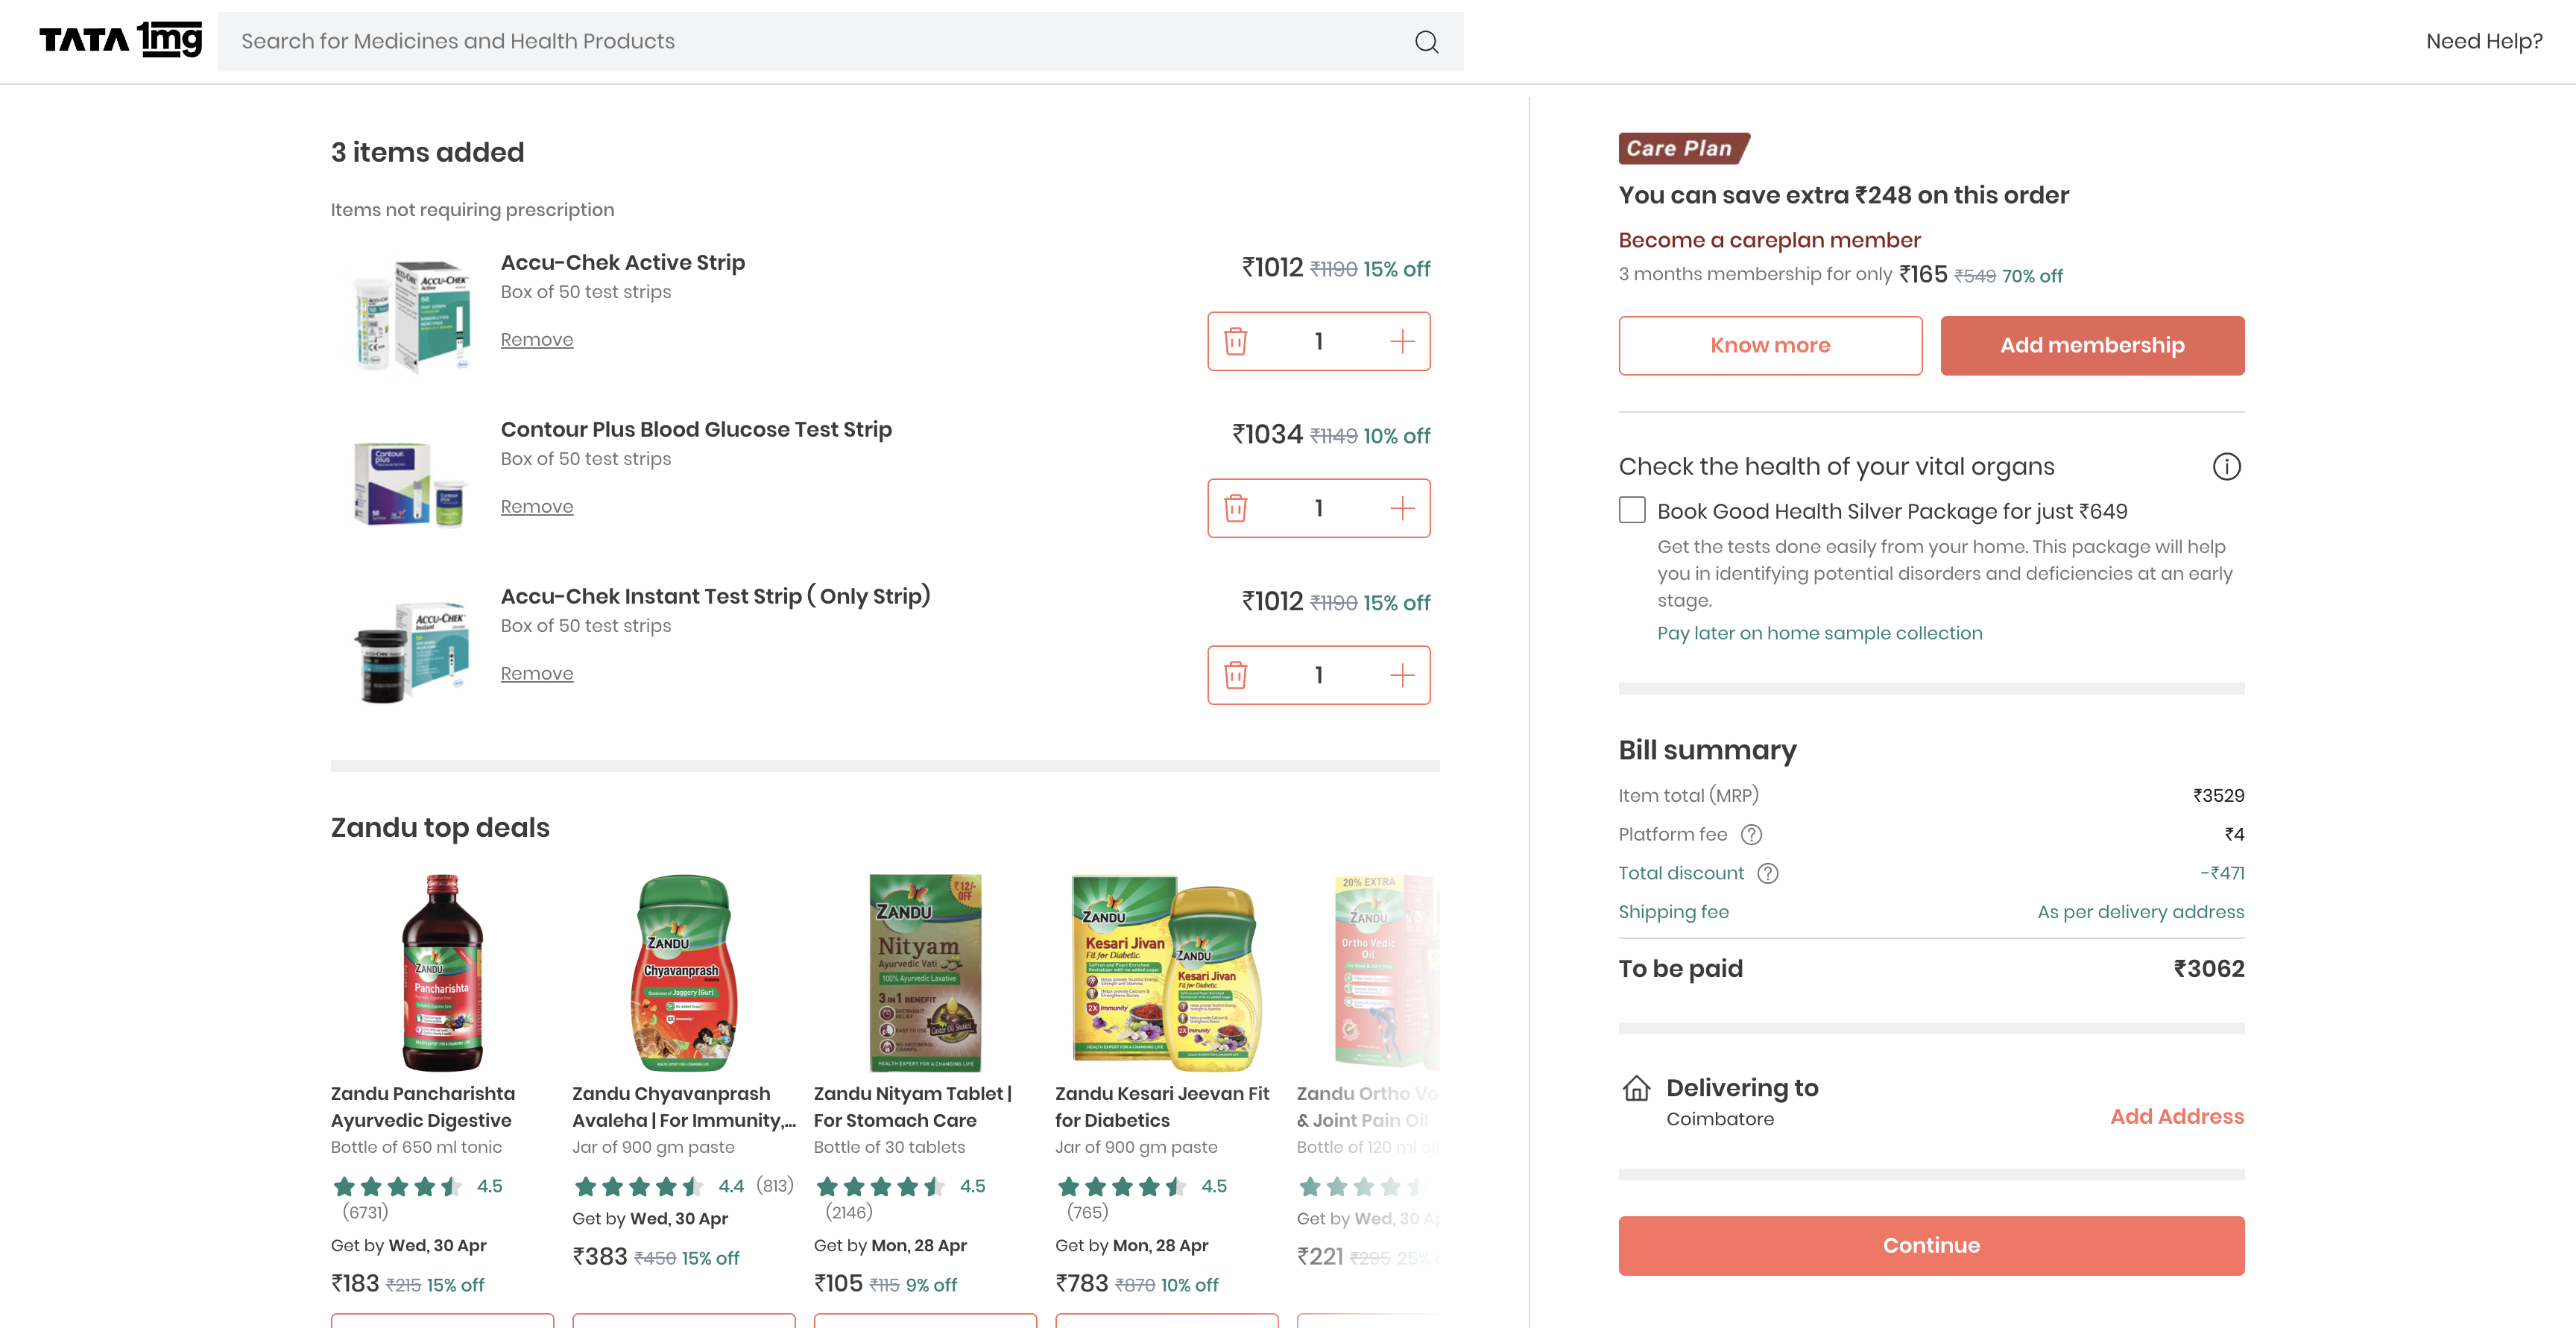 TATA 1mg
Search for Medicines and Health Products
Need Help?
3 items added
Items not requiring prescription
Accu-Chek Active Strip
₹1012 ₹1190 15% off
Box of 50 test strips
Remove
1
Contour Plus Blood Glucose Test Strip
₹1034 ₹1149 10% off
Box of 50 test strips
Remove
1
Accu-Chek Instant Test Strip ( Only Strip)
₹1012 ₹1190 15% off
Box of 50 test strips
Remove
1
Zandu top deals
Zandu Pancharishta
Ayurvedic Digestive
Bottle of 650 ml tonic
4.5
(6731)
Get by Wed, 30 Apr
₹183 ₹215 15% off
Zandu Chyavanprash
Avaleha | For Immunity,...
Jar of 900 gm paste
4.4 (813)
Get by Wed, 30 Apr
₹383 ₹450 15% off
Zandu Nityam Tablet |
For Stomach Care
Bottle of 30 tablets
4.5
(2146)
Get by Mon, 28 Apr
₹105 ₹115 9% off
Zandu Kesari Jeevan Fit
for Diabetics
Jar of 900 gm paste
4.5
(765)
Get by Mon, 28 Apr
₹783 ₹870 10% off
Zandu Ortho Ve
& Joint Pain Oil
Bottle of 120 ml oil
Get by Wed, 30 Ap
₹221 ₹295 25%
Care Plan
You can save extra ₹248 on this order
Become a careplan member
3 months membership for only ₹165 ₹549 70% off
Know more
Add membership
Check the health of your vital organs
Book Good Health Silver Package for just ₹649
Get the tests done easily from your home. This package will help
you in identifying potential disorders and deficiencies at an early
stage.
Pay later on home sample collection
Bill summary
Item total (MRP) ₹3529
Platform fee ₹4
Total discount -₹471
Shipping fee As per delivery address
To be paid ₹3062
Delivering to
Coimbatore
Add Address
Continue